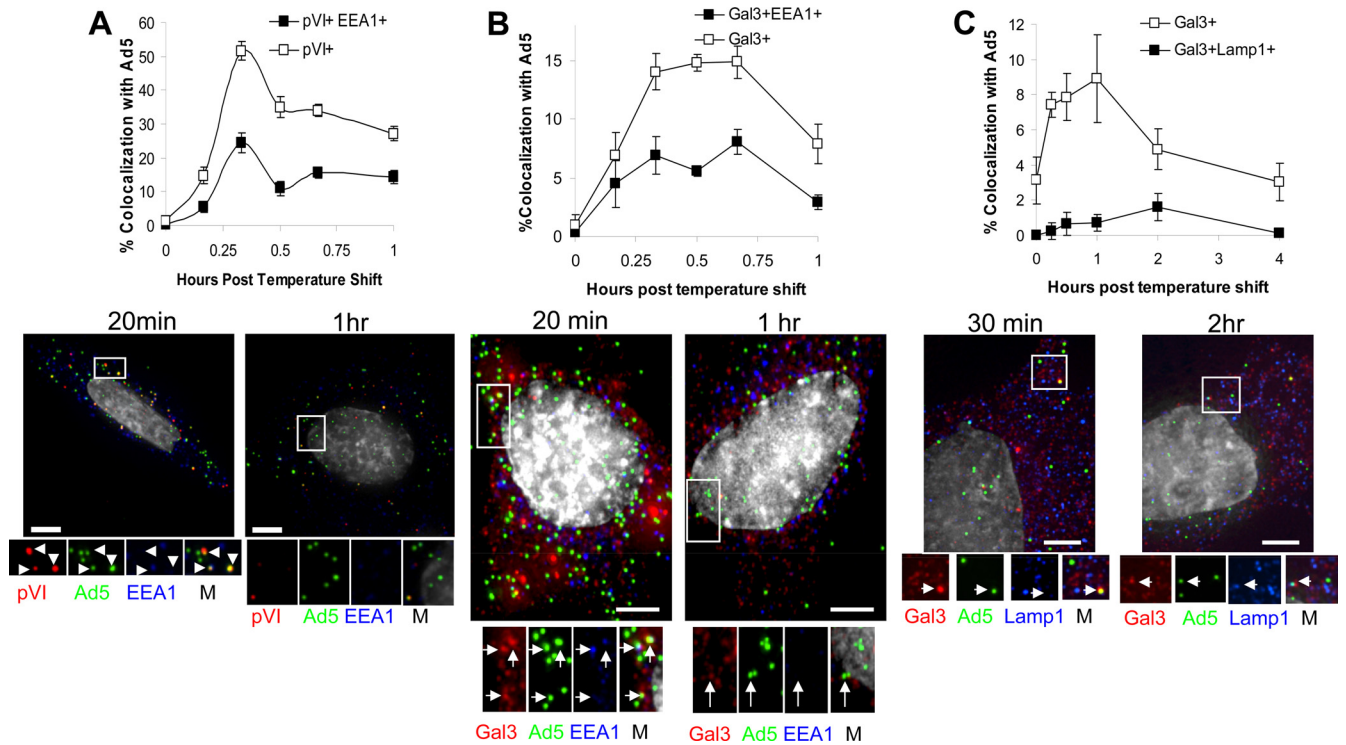 A
60
50
40
30
20
10
0
% Colocalization with Ad5
pVI+ EEA1+
pVI+
0
0.25
0.5
0.75
1
Hours Post Temperature Shift
B
15
10
5
0
%Colocalization with Ad5
Gal3+EEA1+
Gal3+
0
0.25
0.5
0.75
1
Hours post temperature shift
C
12
10
8
6
4
2
0
% Colocalization with Ad5
Gal3+
Gal3+Lamp1+
0
1
2
3
4
Hours post temperature shift
20min
1hr
20 min
1 hr
30 min
2hr
pVI Ad5 EEA1 M
pVI Ad5 EEA1 M
Gal3 Ad5 EEA1 M
Gal3 Ad5 EEA1 M
Gal3 Ad5 Lamp1 M
Gal3 Ad5 Lamp1 M